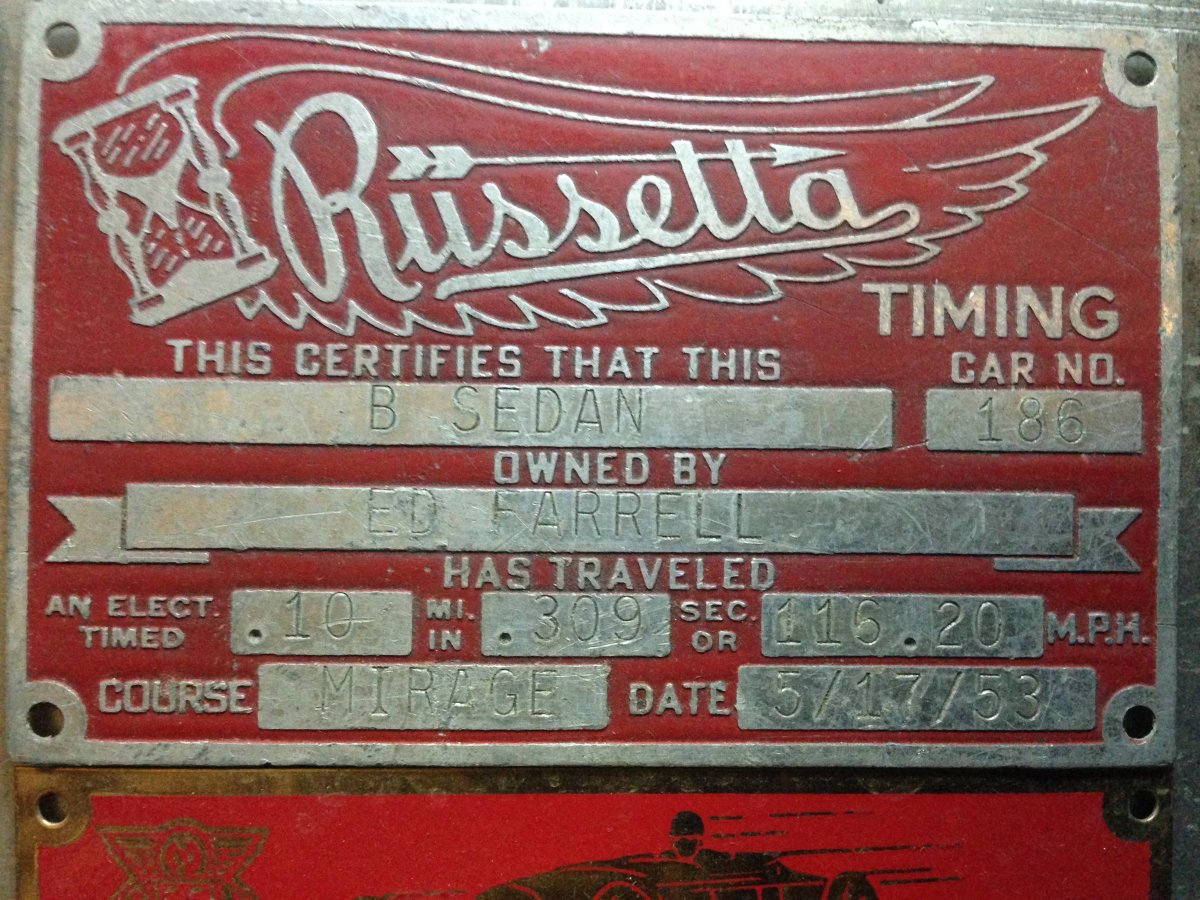 Russetta
TIMING
THIS CERTIFIES THAT THIS CAR NO.
B SEDAN 186
OWNED BY
ED FARRELL
HAS TRAVELED
AN ELECT. TIMED .10 MI. IN .309 SEC. OR 116.20 M.P.H.
COURSE MIRAGE DATE 5/17/53
M